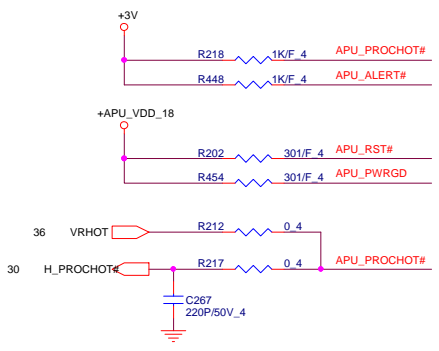 +3V
R218 1K/F_4 APU_PROCHOT#
R448 1K/F_4 APU_ALERT#
+APU_VDD_18
R202 301/F_4 APU_RST#
R454 301/F_4 APU_PWRGD
36 VRHOT R212 0_4
30 H_PROCHOT# R217 0_4 APU_PROCHOT#
C267
220P/50V_4